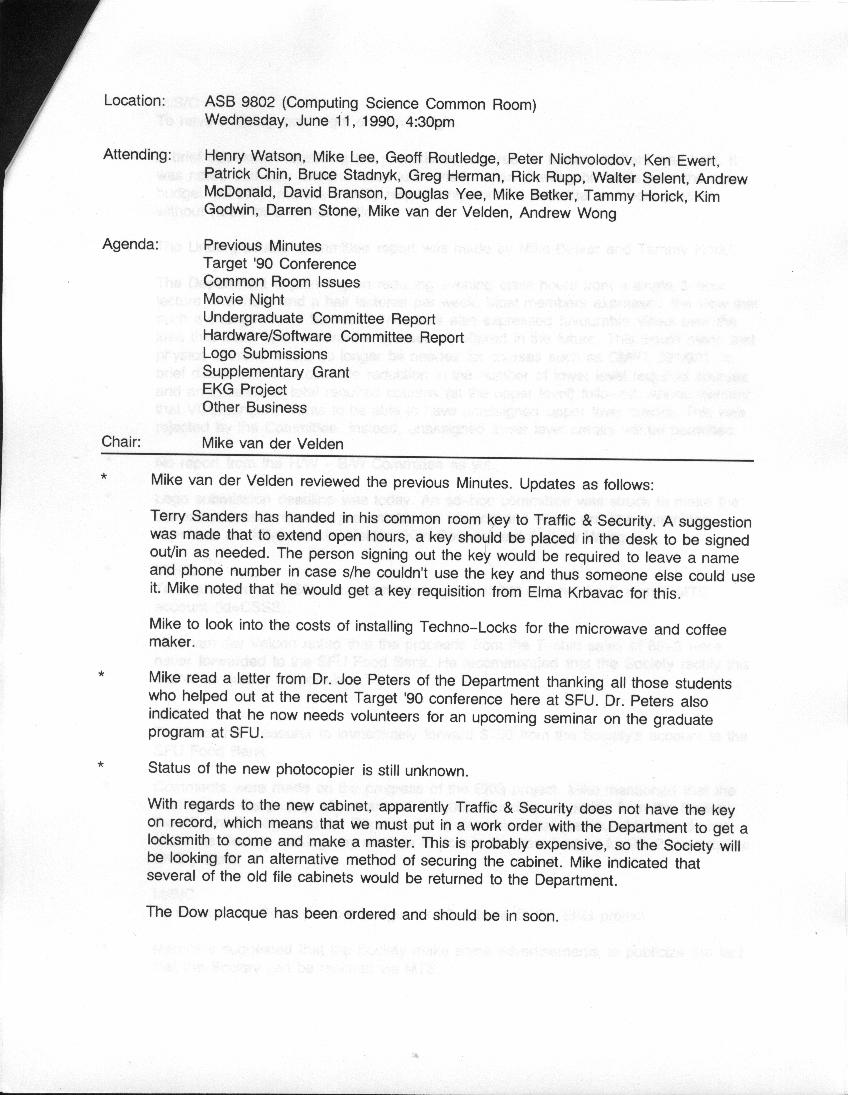 Location: ASB 9802 (Computing Science Common Room)
Wednesday, June 11, 1990, 4:30pm
Attending: Henry Watson, Mike Lee, Geoff Routledge, Peter Nichvolodov, Ken Ewert,
Patrick Chin, Bruce Stadnyk, Greg Herman, Rick Rupp, Walter Selent, Andrew
McDonald, David Branson, Douglas Yee, Mike Betker, Tammy Horick, Kim
Godwin, Darren Stone, Mike van der Velden, Andrew Wong
Agenda: Previous Minutes
Target '90 Conference
Common Room Issues
Movie Night
Undergraduate Committee Report
Hardware/Software Committee Report
Logo Submissions
Supplementary Grant
EKG Project
Other Business
Chair: Mike van der Velden
* Mike van der Velden reviewed the previous Minutes. Updates as follows:
Terry Sanders has handed in his common room key to Traffic & Security. A suggestion
was made that to extend open hours, a key should be placed in the desk to be signed
out/in as needed. The person signing out the key would be required to leave a name
and phone number in case s/he couldn't use the key and thus someone else could use
it. Mike noted that he would get a key requisition from Elma Krbavac for this.
Mike to look into the costs of installing Techno-Locks for the microwave and coffee
maker.
* Mike read a letter from Dr. Joe Peters of the Department thanking all those students
who helped out at the recent Target '90 conference here at SFU. Dr. Peters also
indicated that he now needs volunteers for an upcoming seminar on the graduate
program at SFU.
* Status of the new photocopier is still unknown.
With regards to the new cabinet, apparently Traffic & Security does not have the key
on record, which means that we must put in a work order with the Department to get a
locksmith to come and make a master. This is probably expensive, so the Society will
be looking for an alternative method of securing the cabinet. Mike indicated that
several of the old file cabinets would be returned to the Department.
The Dow placque has been ordered and should be in soon.